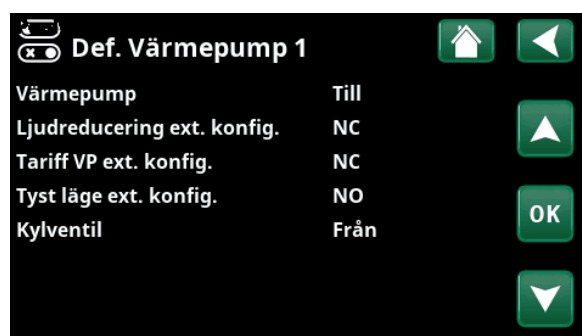 Def. Värmepump 1
Värmepump Till
Ljudreducering ext. konfig. NC
Tariff VP ext. konfig. NC
Tyst läge ext. konfig. NO
Kylventil Från
OK